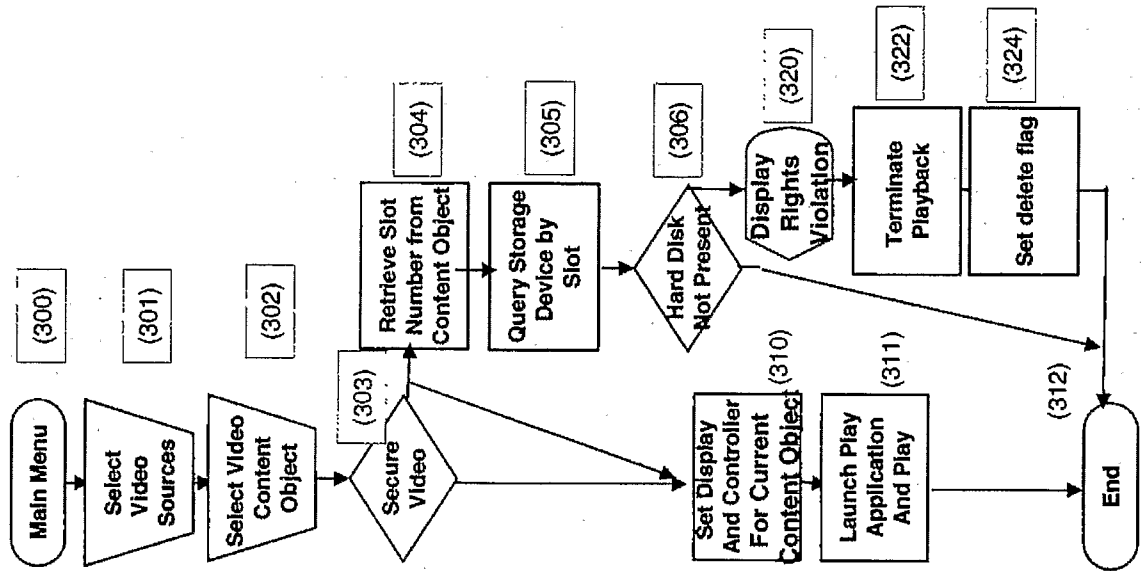 Main Menu
(300)
Select
Video
Sources
(301)
Select Video
Content
Object
(302)
Secure
Video
(303)
Retrieve Slot
Number from
Content Object
(304)
Query Storage
Device by
Slot
(305)
Hard Disk
Not Present
(306)
Set Display
And Controller
For Current
Content Object
(310)
Launch Play
Application
And Play
(311)
Display
Rights
Violation
(320)
Terminate
Playback
(322)
Set delete flag
(324)
End
(312)